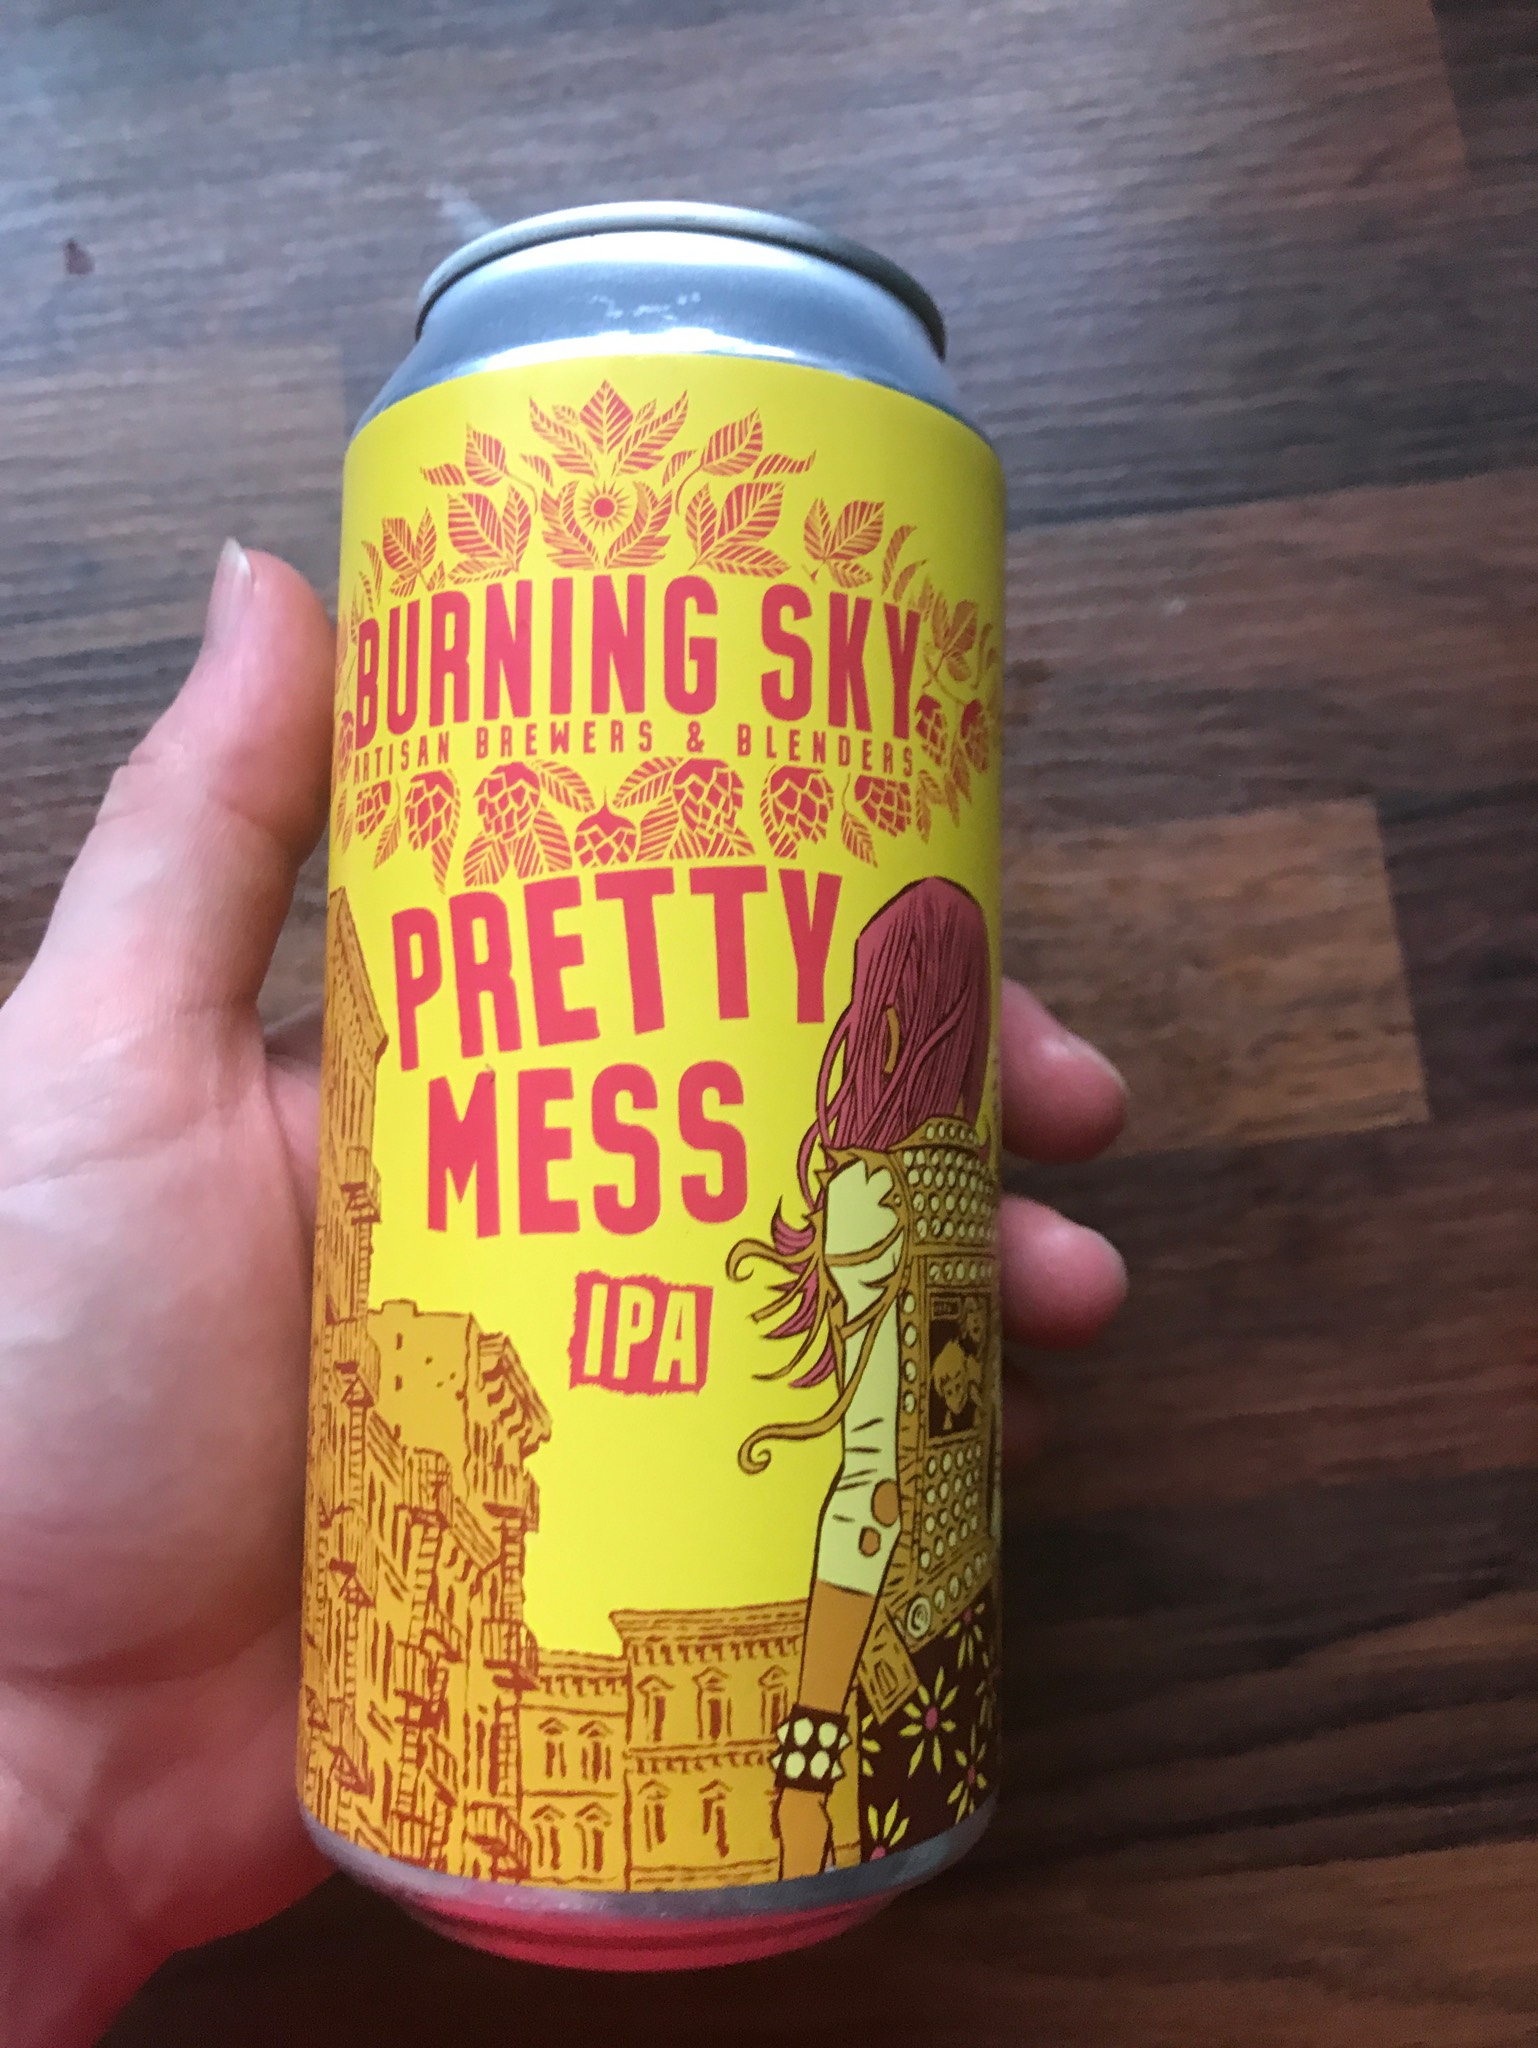 BURNING SKY
ARTISAN BREWERS & BLENDERS
PRETTY
MESS
IPA